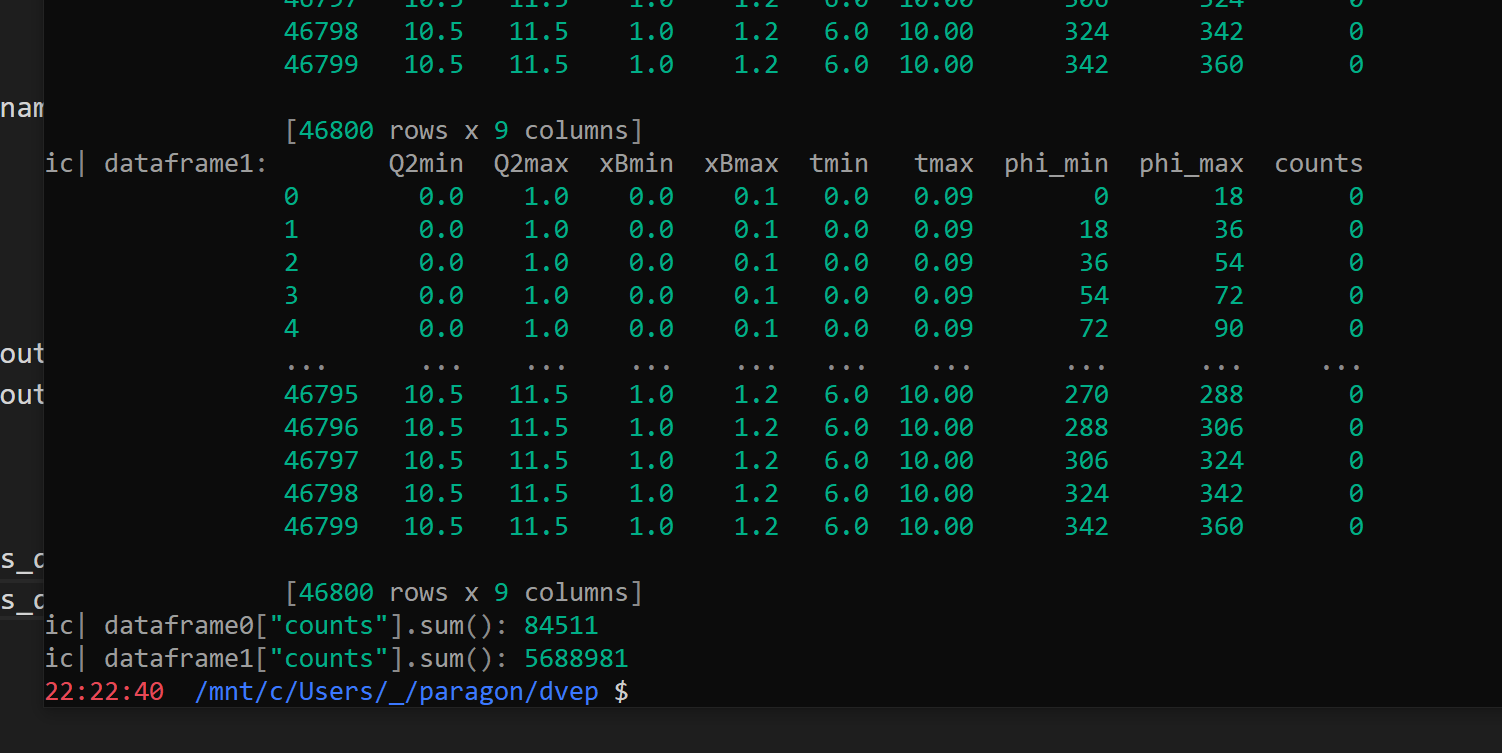 46797 10.5 11.5 1.0 1.2 6.0 10.00 306 324 0
46798 10.5 11.5 1.0 1.2 6.0 10.00 324 342 0
46799 10.5 11.5 1.0 1.2 6.0 10.00 342 360 0
nam
[46800 rows x 9 columns]
ic| dataframe1: Q2min Q2max xBmin xBmax tmin tmax phi_min phi_max counts
0 0.0 1.0 0.0 0.1 0.0 0.09 0 18 0
1 0.0 1.0 0.0 0.1 0.0 0.09 18 36 0
2 0.0 1.0 0.0 0.1 0.0 0.09 36 54 0
3 0.0 1.0 0.0 0.1 0.0 0.09 54 72 0
4 0.0 1.0 0.0 0.1 0.0 0.09 72 90 0
out
... ... ... ... ... ... ... ... ... ...
out
46795 10.5 11.5 1.0 1.2 6.0 10.00 270 288 0
46796 10.5 11.5 1.0 1.2 6.0 10.00 288 306 0
46797 10.5 11.5 1.0 1.2 6.0 10.00 306 324 0
46798 10.5 11.5 1.0 1.2 6.0 10.00 324 342 0
46799 10.5 11.5 1.0 1.2 6.0 10.00 342 360 0
[46800 rows x 9 columns]
ic| dataframe0["counts"].sum(): 84511
ic| dataframe1["counts"].sum(): 5688981
22:22:40 /mnt/c/Users/_/paragon/dvep $